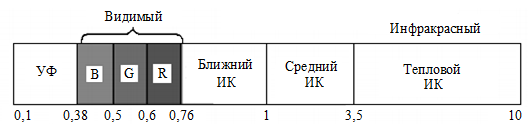 Видимый
Инфракрасный
УФ
B
G
R
Ближний
ИК
Средний
ИК
Тепловой
ИК
0,1
0,38
0,5
0,6
0,76
1
3,5
10